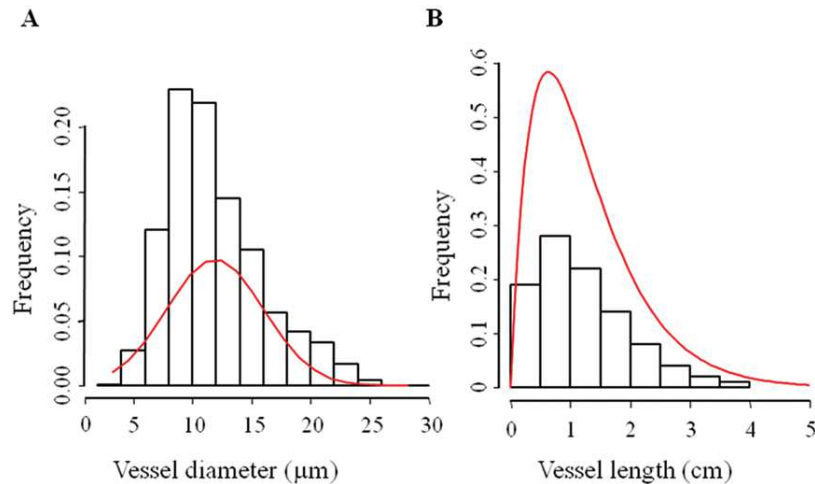 A
B
Frequency
0.00 0.05 0.10 0.15 0.20
0 5 10 15 20 25 30
Vessel diameter (μm)
Frequency
0 0.1 0.2 0.3 0.4 0.5 0.6
0 1 2 3 4 5
Vessel length (cm)